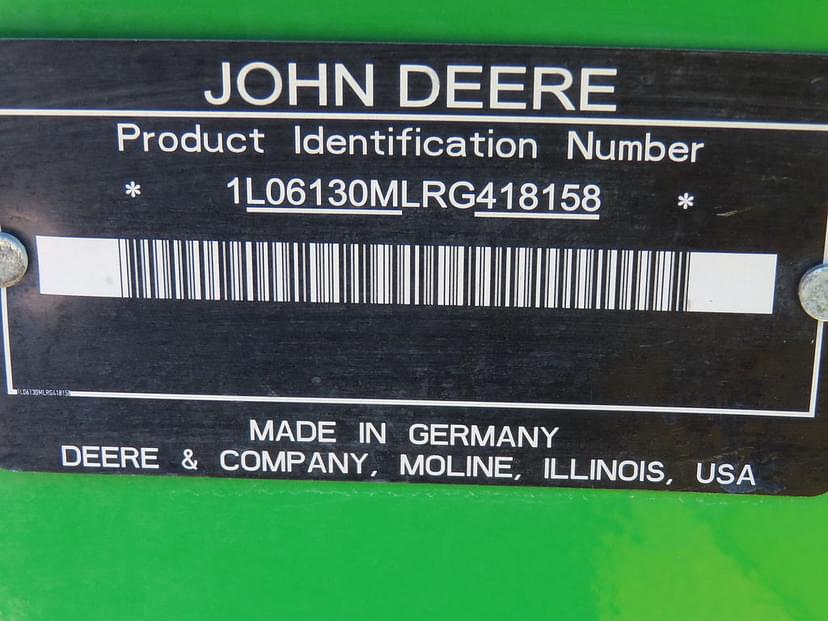 JOHN DEERE
Product Identification Number
* 1L06130MLRG418158 *
1L06130MLRG418158
MADE IN GERMANY
DEERE & COMPANY, MOLINE, ILLINOIS, USA